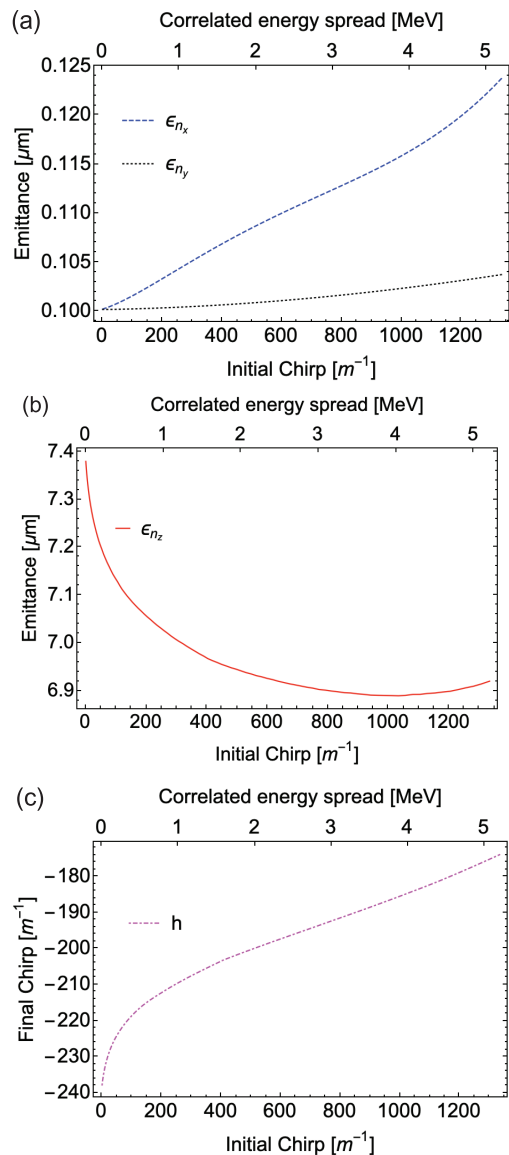 (a)
Correlated energy spread [MeV]
0 1 2 3 4 5
0.125
0.120
0.115
0.110
0.105
0.100
Emittance [μm]
ϵnx
ϵny
0 200 400 600 800 1000 1200
Initial Chirp [m⁻¹]
(b)
Correlated energy spread [MeV]
0 1 2 3 4 5
7.4
7.3
7.2
7.1
7.0
6.9
Emittance [μm]
ϵnz
0 200 400 600 800 1000 1200
Initial Chirp [m⁻¹]
(c)
Correlated energy spread [MeV]
0 1 2 3 4 5
−180
−190
−200
−210
−220
−230
−240
Final Chirp [m⁻¹]
h
0 200 400 600 800 1000 1200
Initial Chirp [m⁻¹]